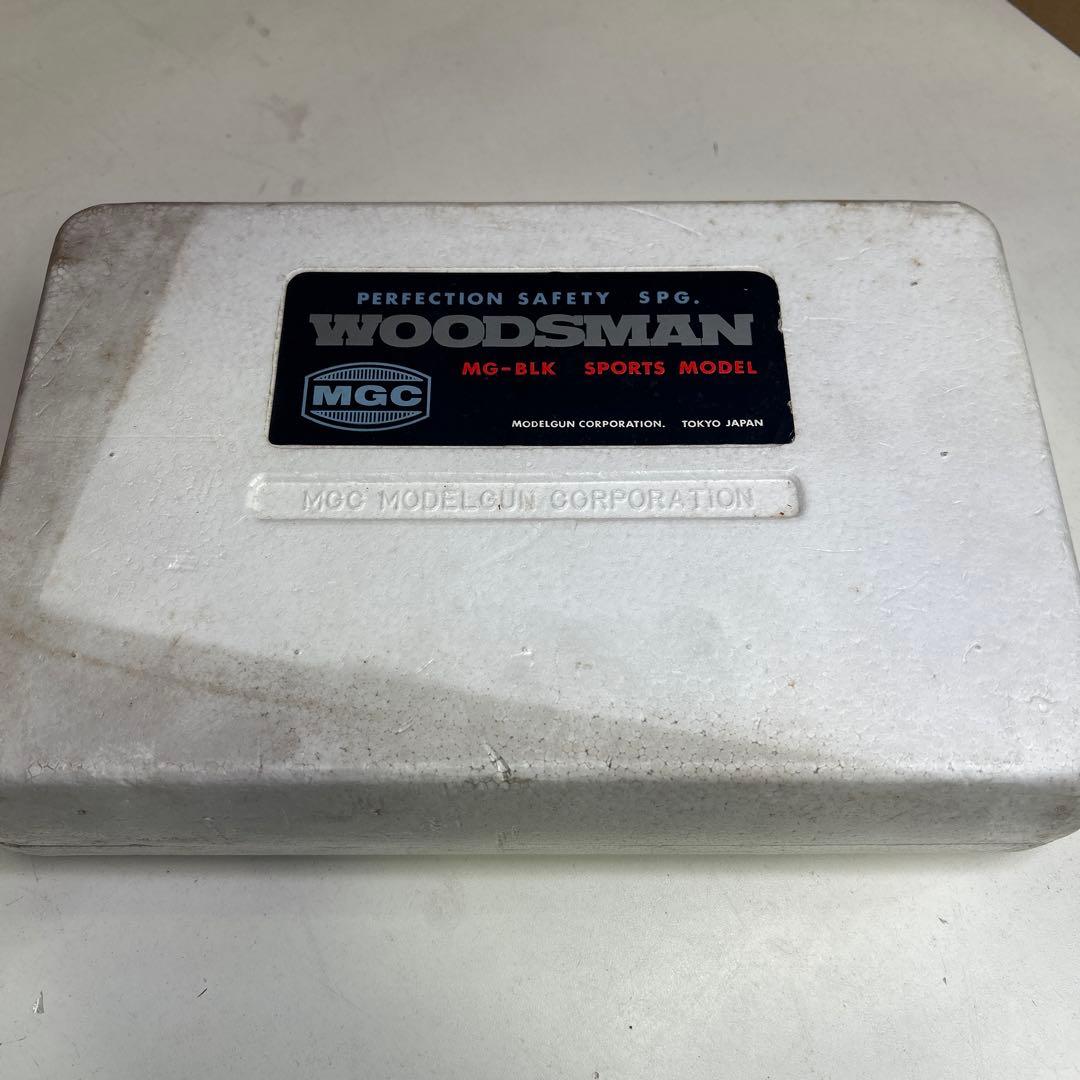 PERFECTION SAFETY SPG.
WOODSMAN
MG-BLK SPORTS MODEL
MGC
MODELGUN CORPORATION. TOKYO JAPAN
MGC MODELGUN CORPORATION